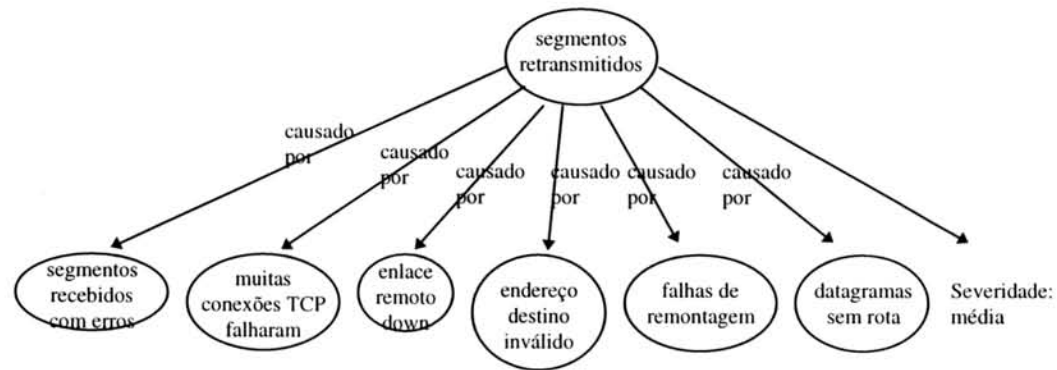 segmentos
retransmitidos
causado
por
causado
por
causado
por
causado
por
causado
por
causado
por
segmentos
recebidos
com erros
muitas
conexões TCP
falharam
enlace
remoto
down
endereço
destino
inválido
falhas de
remontagem
datagramas
sem rota
Severidade:
média